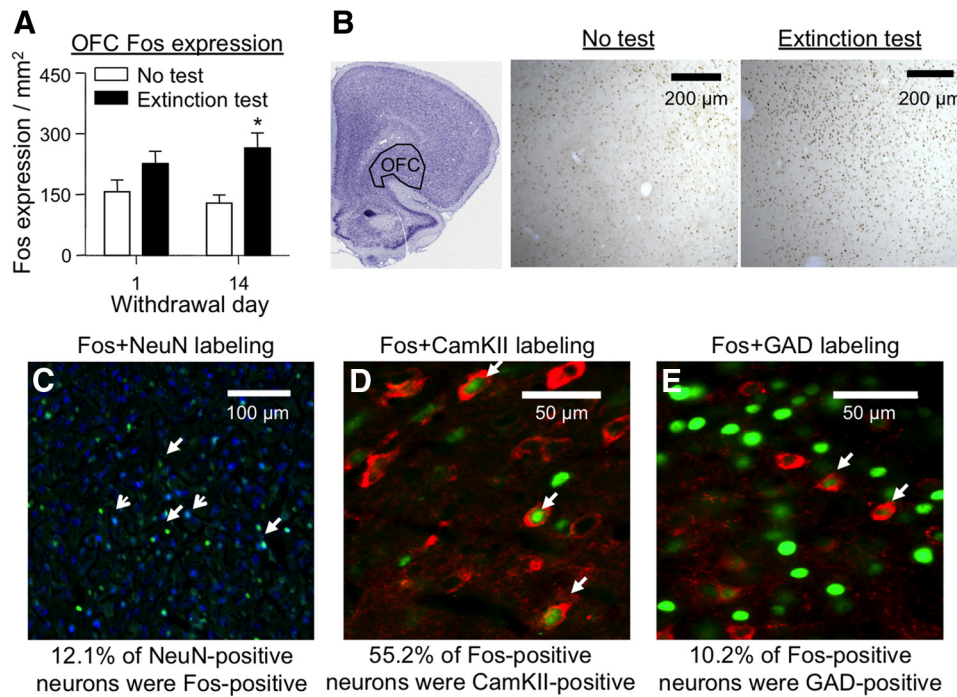 A
OFC Fos expression
Fos expression / mm²
450
300
150
0
No test
Extinction test
*
1
14
Withdrawal day
B
OFC
No test
200 µm
Extinction test
200 µm
Fos+NeuN labeling
C
100 µm
12.1% of NeuN-positive
neurons were Fos-positive
Fos+CamKII labeling
D
50 µm
55.2% of Fos-positive
neurons were CamKII-positive
Fos+GAD labeling
E
50 µm
10.2% of Fos-positive
neurons were GAD-positive